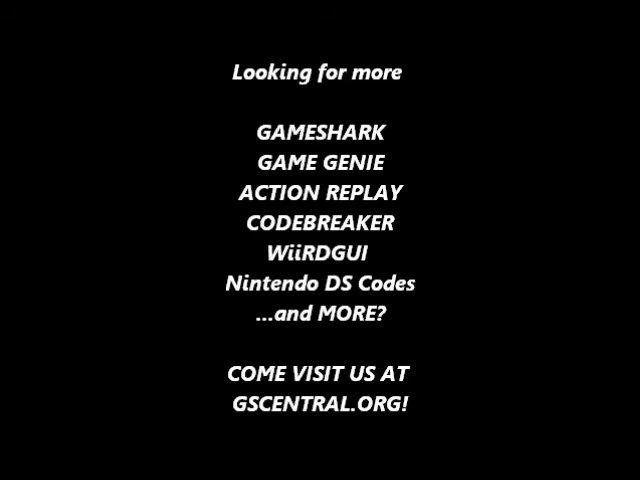 Looking for more
GAMESHARK
GAME GENIE
ACTION REPLAY
CODEBREAKER
WiiRDGUI
Nintendo DS Codes
...and MORE?
COME VISIT US AT
GSCENTRAL.ORG!